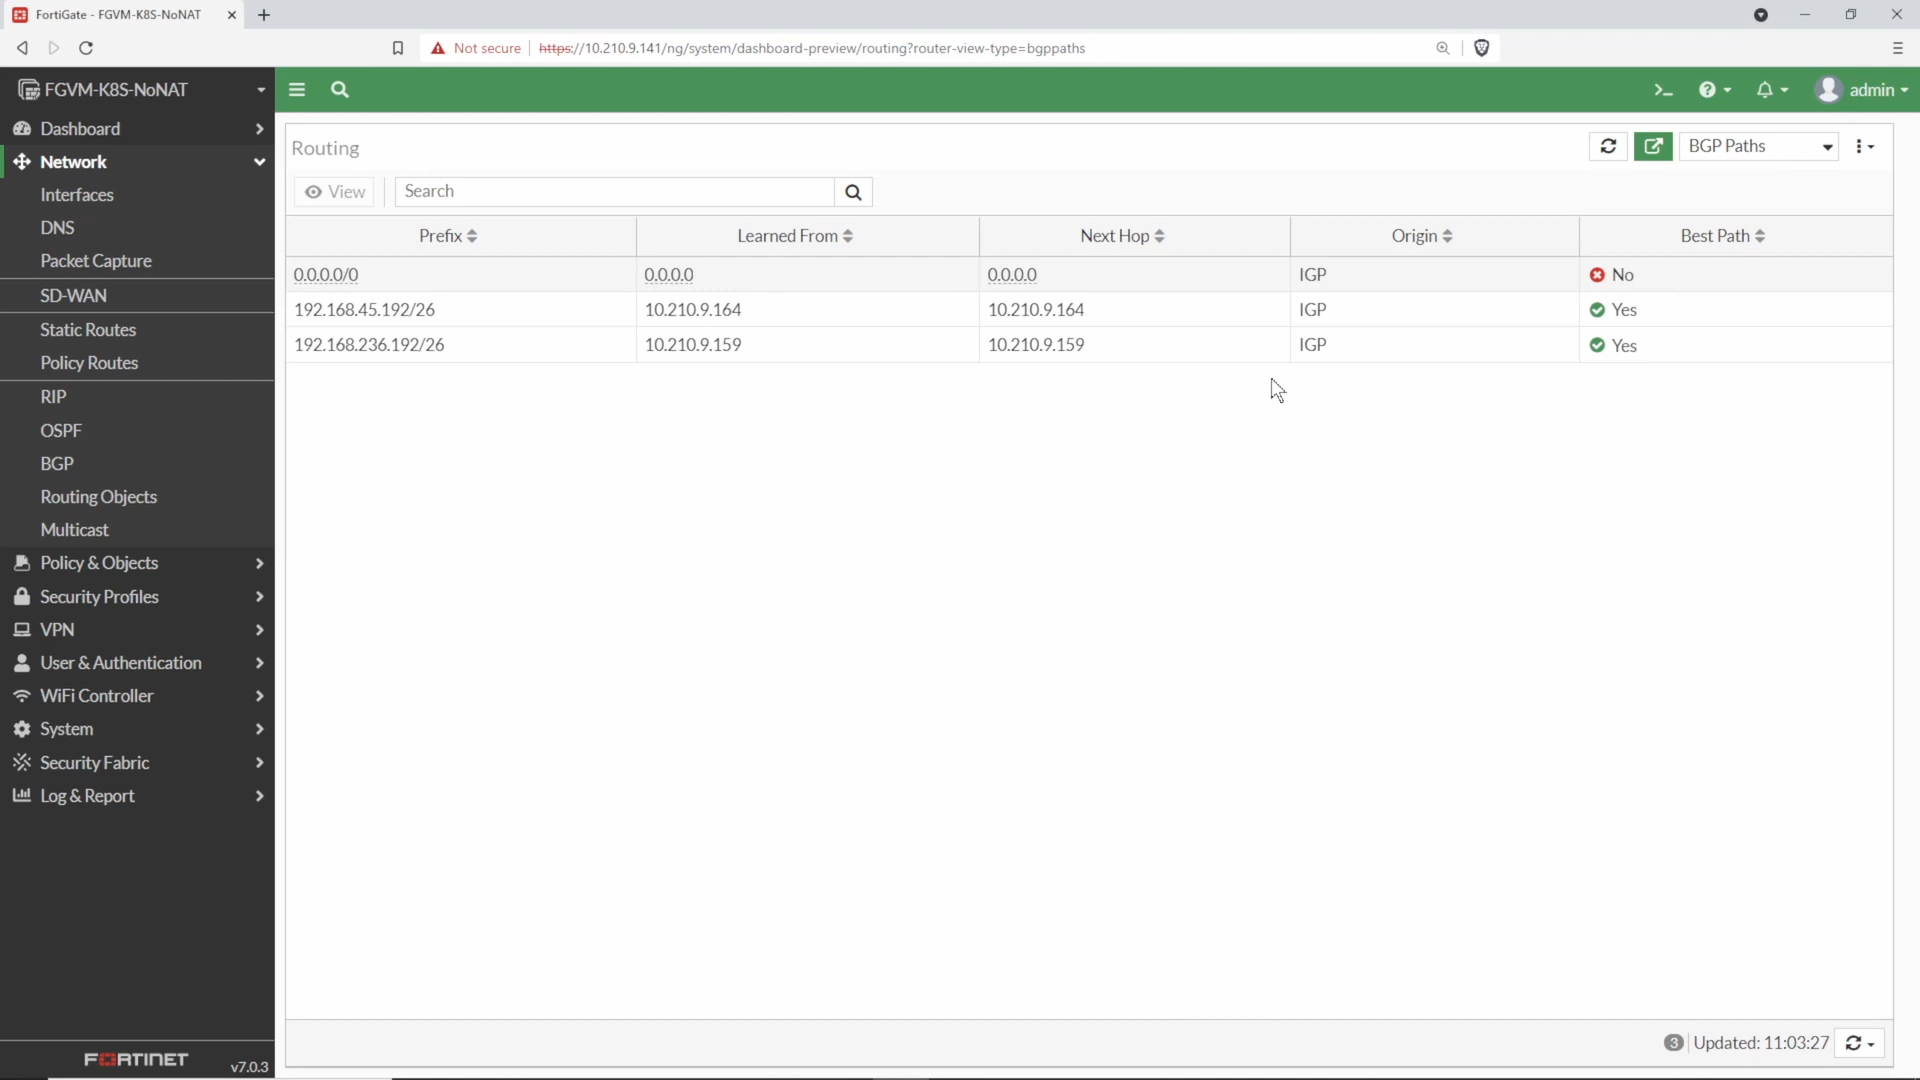 FortiGate - FGVM-K8S-NoNAT
Not secure https://10.210.9.141/ng/system/dashboard-preview/routing?router-view-type=bgppaths
FGVM-K8S-NoNAT
admin
Dashboard
Network
Interfaces
DNS
Packet Capture
SD-WAN
Static Routes
Policy Routes
RIP
OSPF
BGP
Routing Objects
Multicast
Policy & Objects
Security Profiles
VPN
User & Authentication
WiFi Controller
System
Security Fabric
Log & Report
FORTINET v7.0.3
Routing
BGP Paths
View Search
Prefix Learned From Next Hop Origin Best Path
0.0.0.0/0 0.0.0.0 0.0.0.0 IGP No
192.168.45.192/26 10.210.9.164 10.210.9.164 IGP Yes
192.168.236.192/26 10.210.9.159 10.210.9.159 IGP Yes
3 Updated: 11:03:27